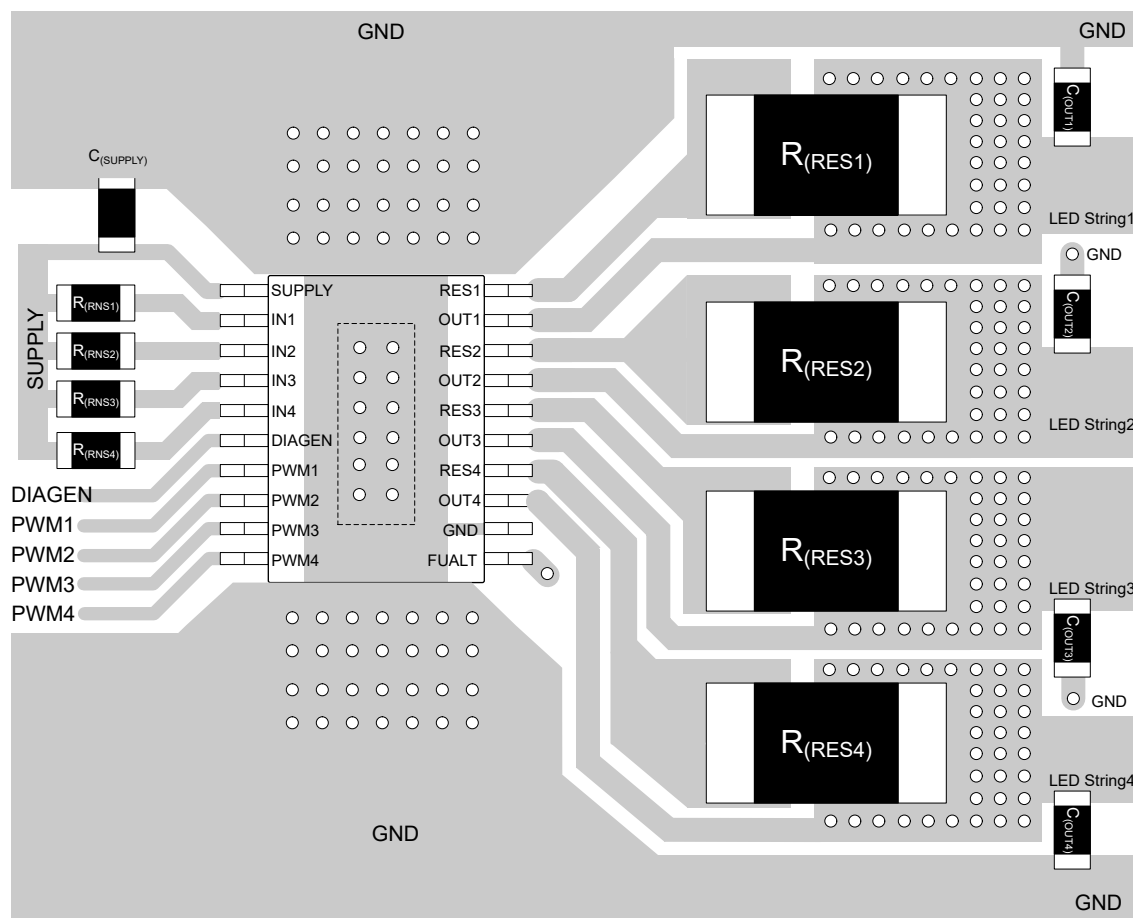 GND
GND
C(SUPPLY)
C(OUT1)
R(RES1)
LED String1
GND
SUPPLY
R(RNS1)
R(RNS2)
R(RNS3)
R(RNS4)
SUPPLY
IN1
IN2
IN3
IN4
DIAGEN
PWM1
PWM2
PWM3
PWM4
RES1
OUT1
RES2
OUT2
RES3
OUT3
RES4
OUT4
GND
FUALT
C(OUT2)
R(RES2)
LED String2
DIAGEN
PWM1
PWM2
PWM3
PWM4
R(RES3)
LED String3
C(OUT3)
GND
R(RES4)
LED String4
C(OUT4)
GND
GND